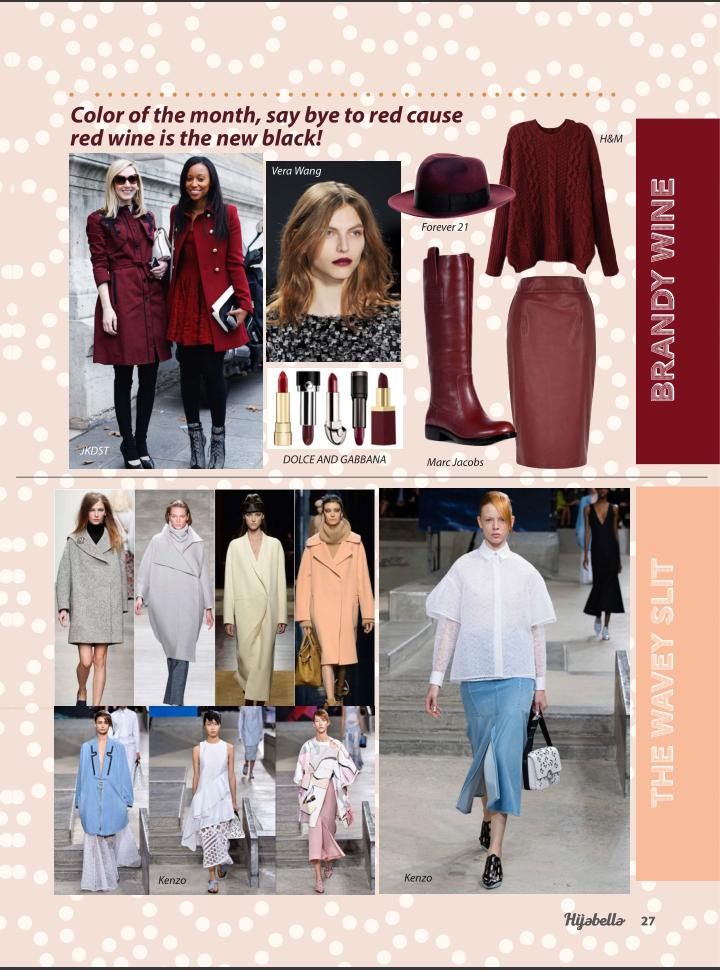 Color of the month, say bye to red cause
red wine is the new black!
H&M
Vera Wang
Forever 21
BRANDY WINE
JKDST
DOLCE AND GABBANA
Marc Jacobs
THE WAVEY SLIT
Kenzo
Kenzo
Hijabella 27